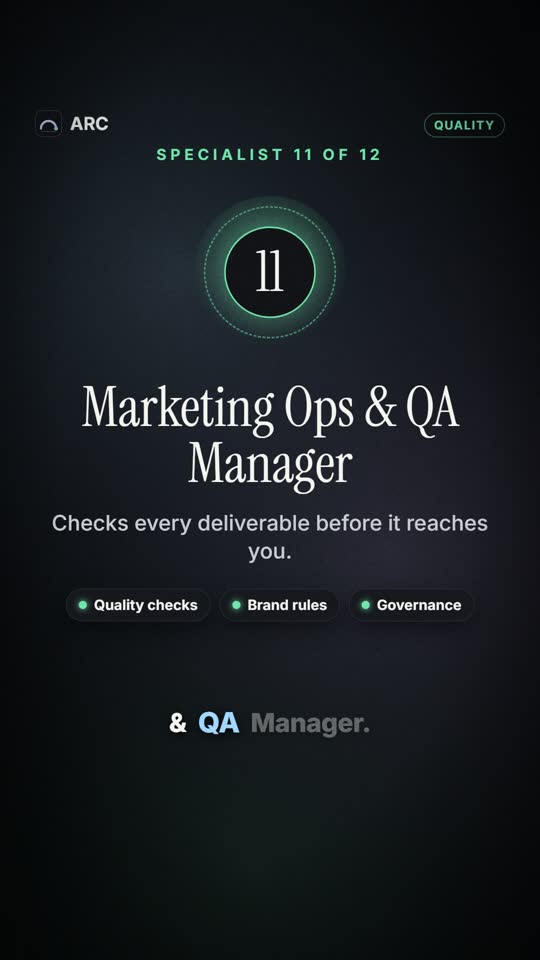 ARC
QUALITY
SPECIALIST 11 OF 12
11
Marketing Ops & QA
Manager
Checks every deliverable before it reaches
you.
Quality checks
Brand rules
Governance
& QA Manager.